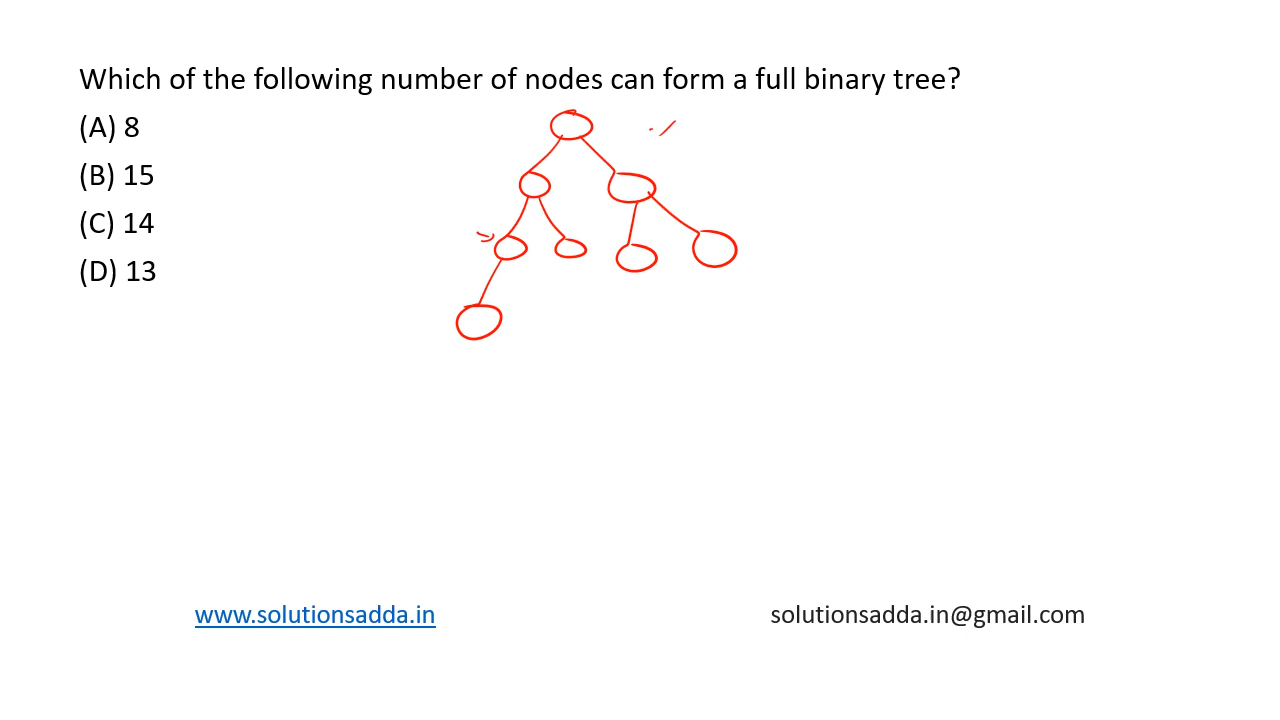 Which of the following number of nodes can form a full binary tree?
(A) 8
(B) 15
(C) 14
(D) 13
www.solutionsadda.in
solutionsadda.in@gmail.com